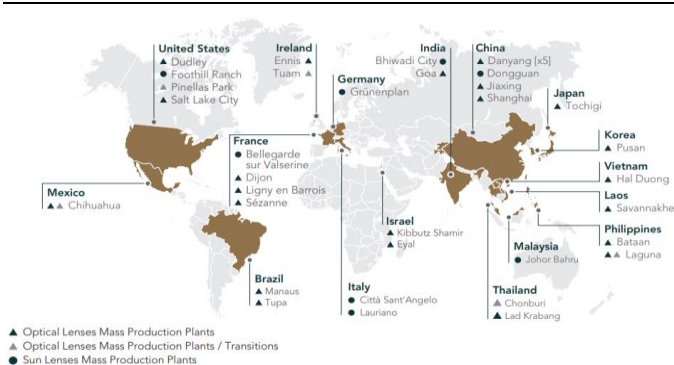 United States
Dudley
Foothill Ranch
Pinellas Park
Salt Lake City
Ireland
Ennis
Tuam
Germany
Grünenplan
India
Bhiwadi City
Goa
China
Danyang [x5]
Dongguan
Jiaxing
Shanghai
Japan
Tochigi
Korea
Pusan
Vietnam
Hal Duong
Laos
Savannakhe
Philippines
Bataan
Laguna
France
Bellegarde
sur Valserine
Dijon
Ligny en Barrois
Sézanne
Mexico
Chihuahua
Israel
Kibbutz Shamir
Eyal
Malaysia
Johor Bahru
Brazil
Manaus
Tupa
Italy
Città Sant'Angelo
Lauriano
Thailand
Chonburi
Lad Krabang
Optical Lenses Mass Production Plants
Optical Lenses Mass Production Plants / Transitions
Sun Lenses Mass Production Plants